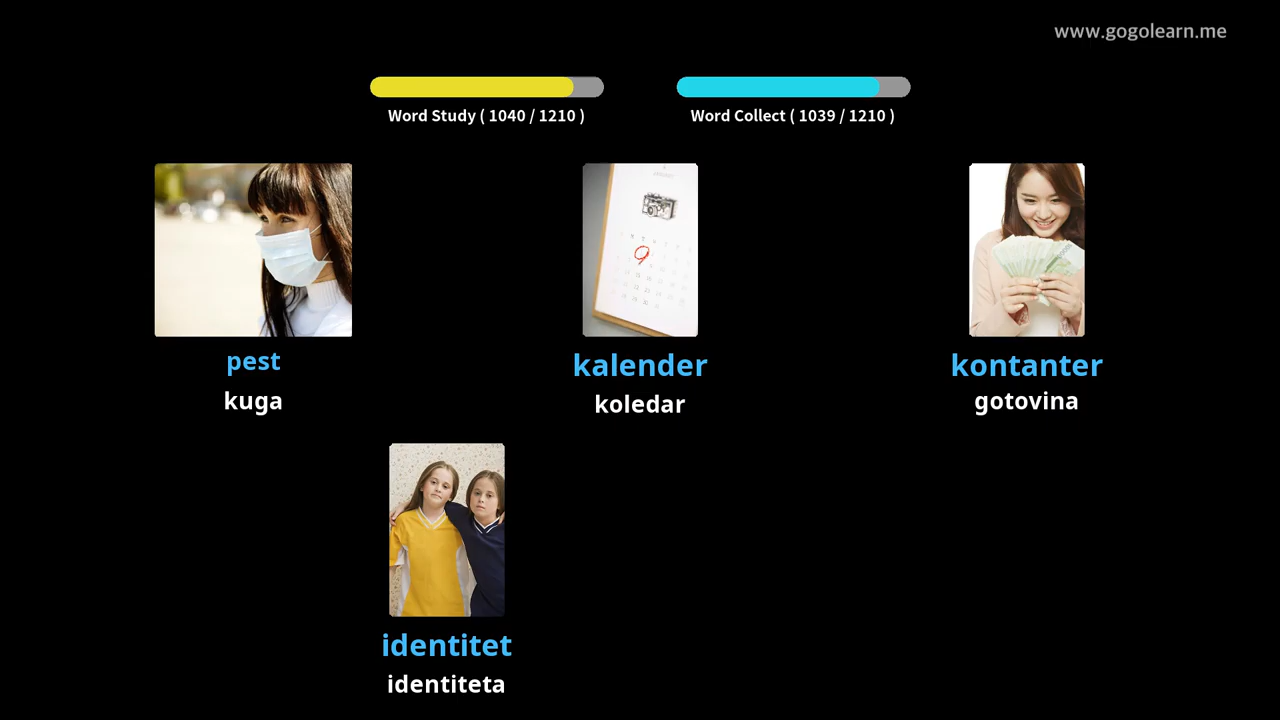 www.gogolearn.me
Word Study ( 1040 / 1210 )
Word Collect ( 1039 / 1210 )
pest
kuga
kalender
koledar
kontanter
gotovina
identitet
identiteta